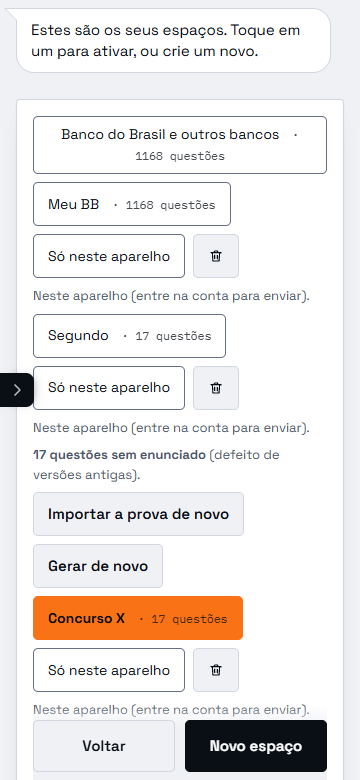 Estes são os seus espaços. Toque em
um para ativar, ou crie um novo.
Banco do Brasil e outros bancos ·
1168 questões
Meu BB · 1168 questões
Só neste aparelho
Neste aparelho (entre na conta para enviar).
Segundo · 17 questões
Só neste aparelho
Neste aparelho (entre na conta para enviar).
17 questões sem enunciado (defeito de
versões antigas).
Importar a prova de novo
Gerar de novo
Concurso X · 17 questões
Só neste aparelho
Neste aparelho (entre na conta para enviar).
Voltar Novo espaço